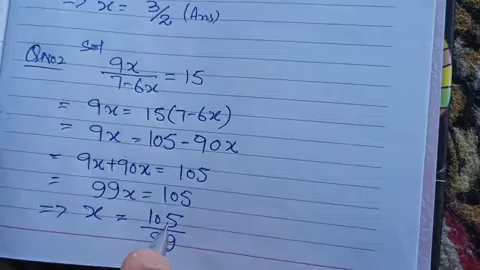 => x = 3/2 (Ans)
Qno2 Sol
9x/7-6x = 15
= 9x = 15(7-6x)
= 9x = 105-90x
= 9x+90x = 105
= 99x = 105
=> x = 105/99